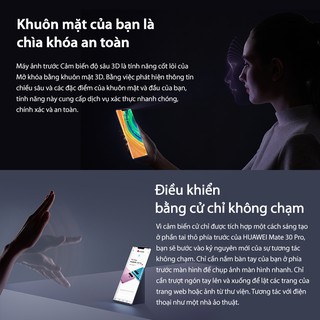 Khuôn mặt của bạn là
chìa khóa an toàn
Máy ảnh trước Cảm biến độ sâu 3D là tính năng cốt lõi của
Mở khóa bằng khuôn mặt 3D. Bằng việc phát hiện thông tin
chiều sâu và các đặc điểm của khuôn mặt và đầu của bạn,
tính năng này cung cấp dịch vụ xác thực nhanh chóng,
chính xác và an toàn.
Điều khiển
bằng cử chỉ không chạm
Vì cảm biến cử chỉ được tích hợp một cách sáng tạo
ở phần tai thỏ phía trước của HUAWEI Mate 30 Pro,
bạn sẽ bước vào kỷ nguyên mới của sự tương tác
không chạm. Chỉ cần nắm bàn tay của bạn ở phía
trước màn hình để chụp ảnh màn hình nhanh. Chỉ
cần trượt ngón tay lên và xuống để lật các trang của
trang web hoặc ảnh từ thư viện. Tương tác với điện
thoại như một nhà ảo thuật.